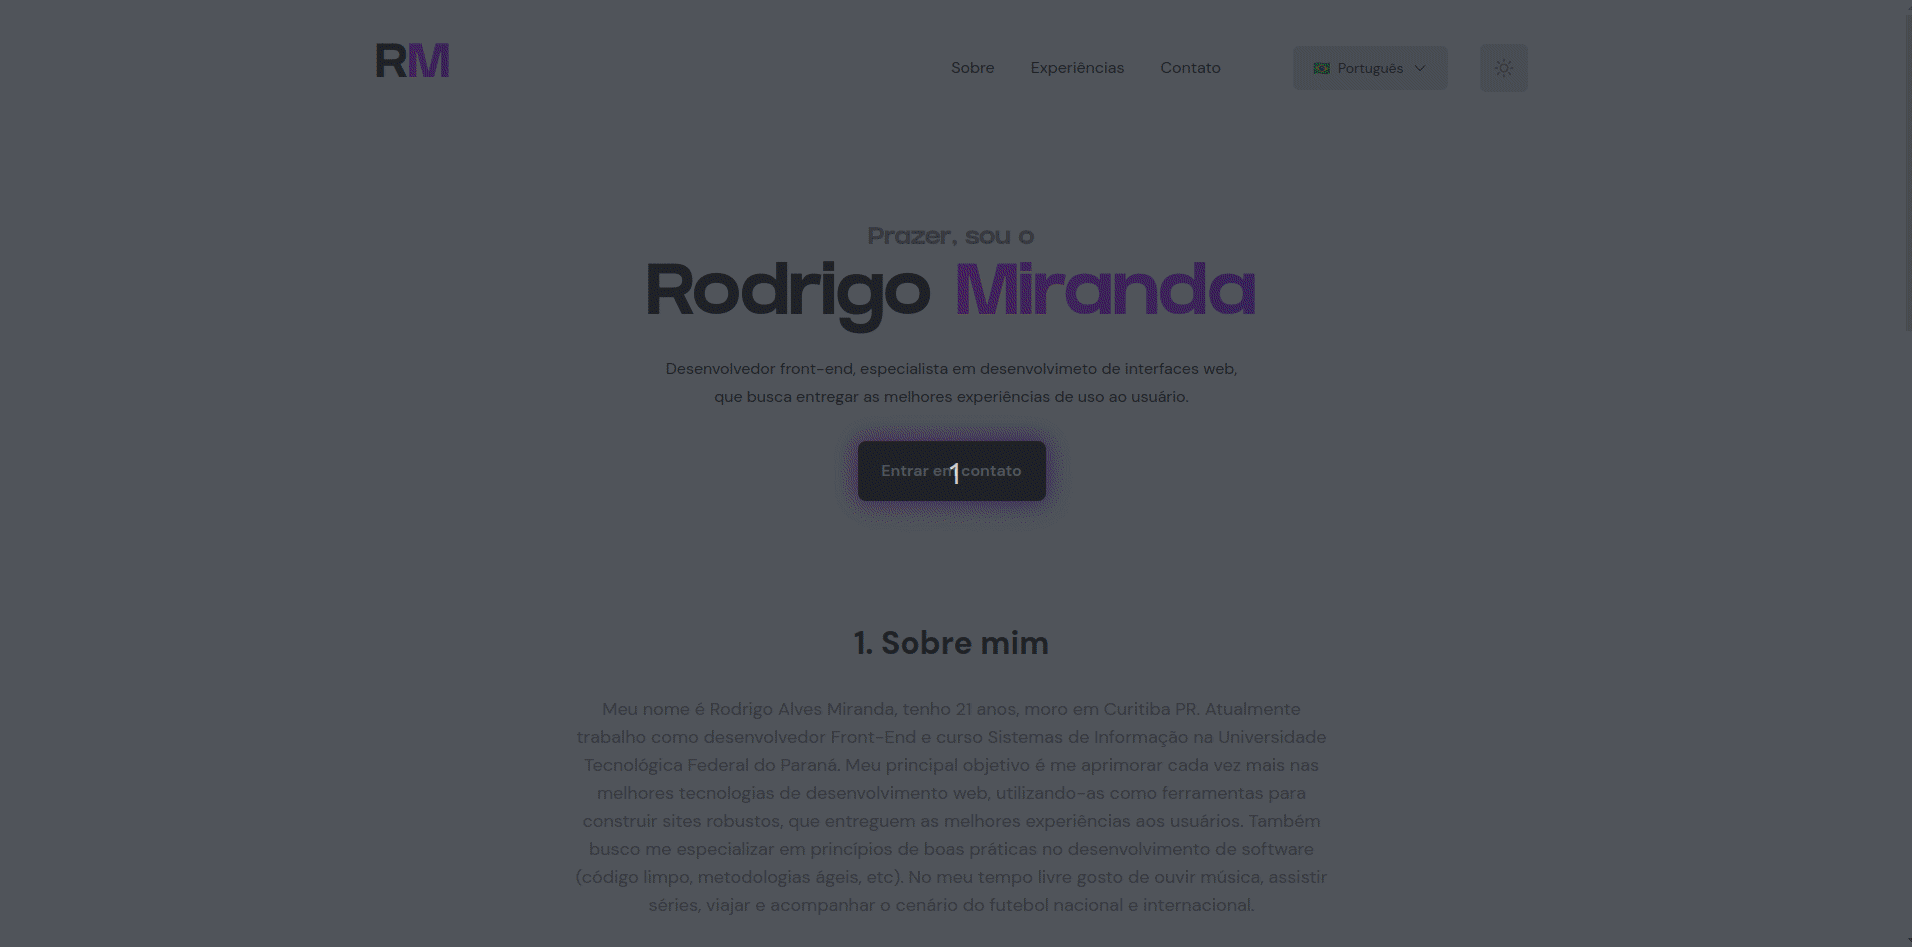 RM
Sobre Experiências Contato Português
Prazer, sou o
Rodrigo Miranda
Desenvolvedor front-end, especialista em desenvolvimeto de interfaces web,
que busca entregar as melhores experiências de uso ao usuário.
Entrar em contato
1
1. Sobre mim
Meu nome é Rodrigo Alves Miranda, tenho 21 anos, moro em Curitiba PR. Atualmente
trabalho como desenvolvedor Front-End e curso Sistemas de Informação na Universidade
Tecnológica Federal do Paraná. Meu principal objetivo é me aprimorar cada vez mais nas
melhores tecnologias de desenvolvimento web, utilizando-as como ferramentas para
construir sites robustos, que entreguem as melhores experiências aos usuários. Também
busco me especializar em princípios de boas práticas no desenvolvimento de software
(código limpo, metodologias ágeis, etc). No meu tempo livre gosto de ouvir música, assistir
séries, viajar e acompanhar o cenário do futebol nacional e internacional.